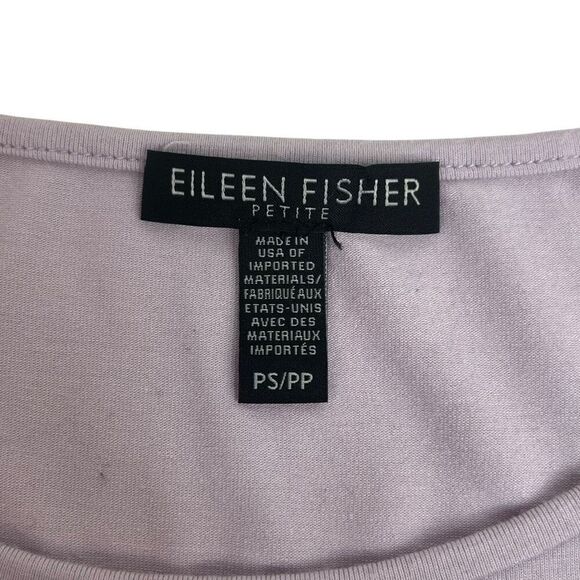 EILEEN FISHER
PETITE
MADE IN
USA OF
IMPORTED
MATERIALS/
FABRIQUÉ AUX
ETATS-UNIS
AVEC DES
MATERIAUX
IMPORTÉS
PS/PP